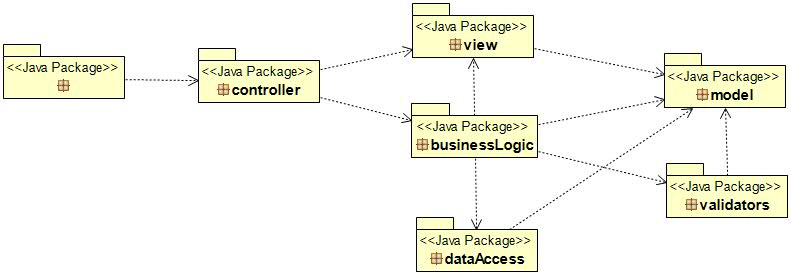 <<Java Package>>
<<Java Package>>
controller
<<Java Package>>
view
<<Java Package>>
businessLogic
<<Java Package>>
dataAccess
<<Java Package>>
model
<<Java Package>>
validators